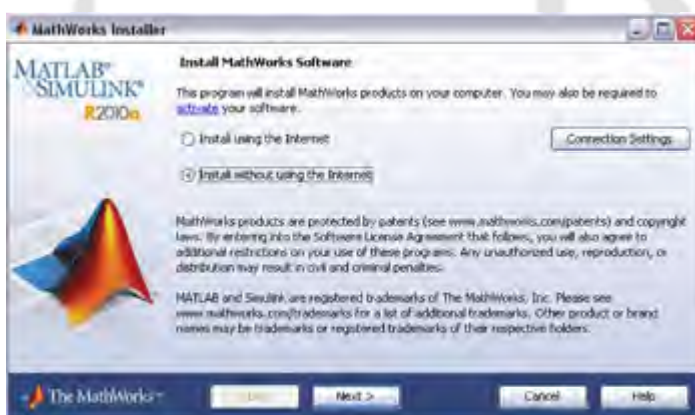 MathWorks Installer
MATLAB®
SIMULINK®
R2010a
Install MathWorks Software
This program will install MathWorks products on your computer. You may also be required to
activate your software.
Install using the Internet
Connection Settings
Install without using the Internet
MathWorks products are protected by patents (see www.mathworks.com/patents) and copyright
laws. By entering into the Software License Agreement that follows, you will also agree to
additional restrictions on your use of these programs. Any unauthorized use, reproduction, or
distribution may result in civil and criminal penalties.
MATLAB and Simulink are registered trademarks of The MathWorks, Inc. Please see
www.mathworks.com/trademarks for a list of additional trademarks. Other product or brand
names may be trademarks or registered trademarks of their respective holders.
The MathWorks™
Next >
Cancel
Help